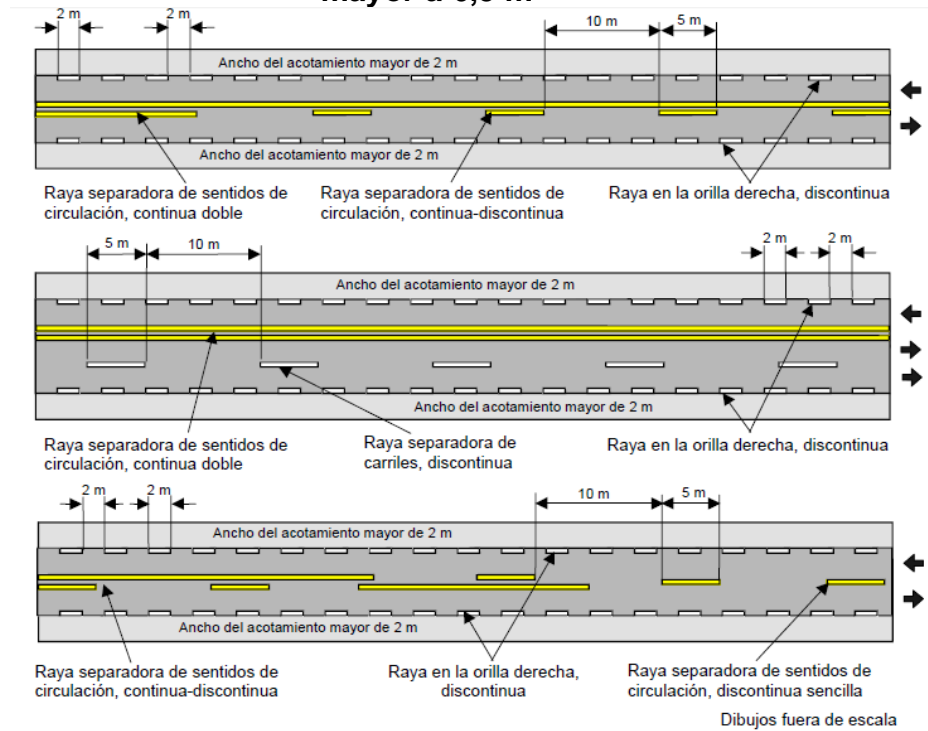 mayor a 6,5 m
2 m
2 m
10 m
5 m
Ancho del acotamiento mayor de 2 m
Ancho del acotamiento mayor de 2 m
Raya separadora de sentidos de
circulación, continua doble
Raya separadora de sentidos de
circulación, continua-discontinua
Raya en la orilla derecha, discontinua
5 m
10 m
2 m
2 m
Ancho del acotamiento mayor de 2 m
Ancho del acotamiento mayor de 2 m
Raya separadora de sentidos de
circulación, continua doble
Raya separadora de
carriles, discontinua
Raya en la orilla derecha, discontinua
2 m
2 m
10 m
5 m
Ancho del acotamiento mayor de 2 m
Ancho del acotamiento mayor de 2 m
Raya separadora de sentidos de
circulación, continua-discontinua
Raya en la orilla derecha,
discontinua
Raya separadora de sentidos de
circulación, discontinua sencilla
Dibujos fuera de escala